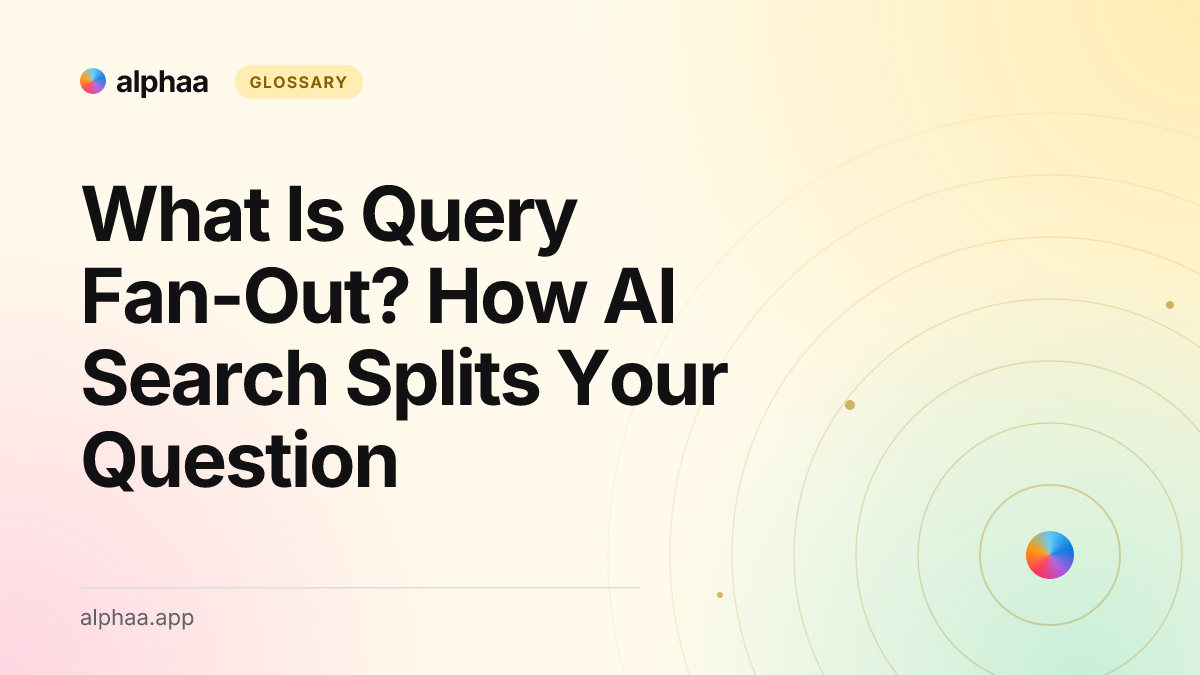 alphaa
GLOSSARY
What Is Query
Fan-Out? How AI
Search Splits Your
Question
alphaa.app